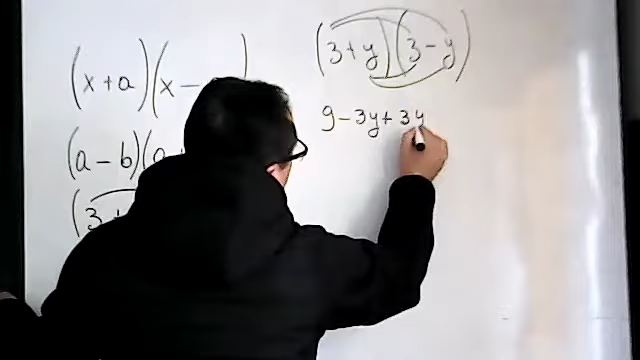 (x+a)(x-    )
(a-b)(a
(3+
(3+y)(3-y)
9-3y+3y